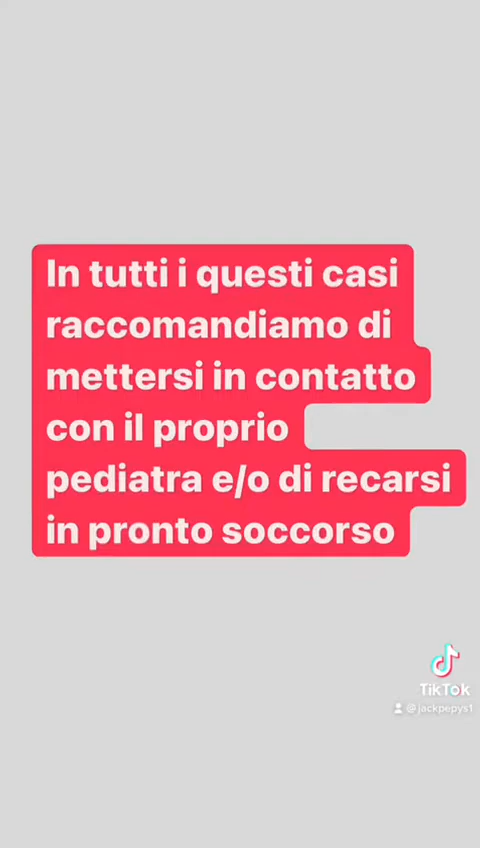 In tutti i questi casi
raccomandiamo di
mettersi in contatto
con il proprio
pediatra e/o di recarsi
in pronto soccorso
TikTok
@jackpepys1